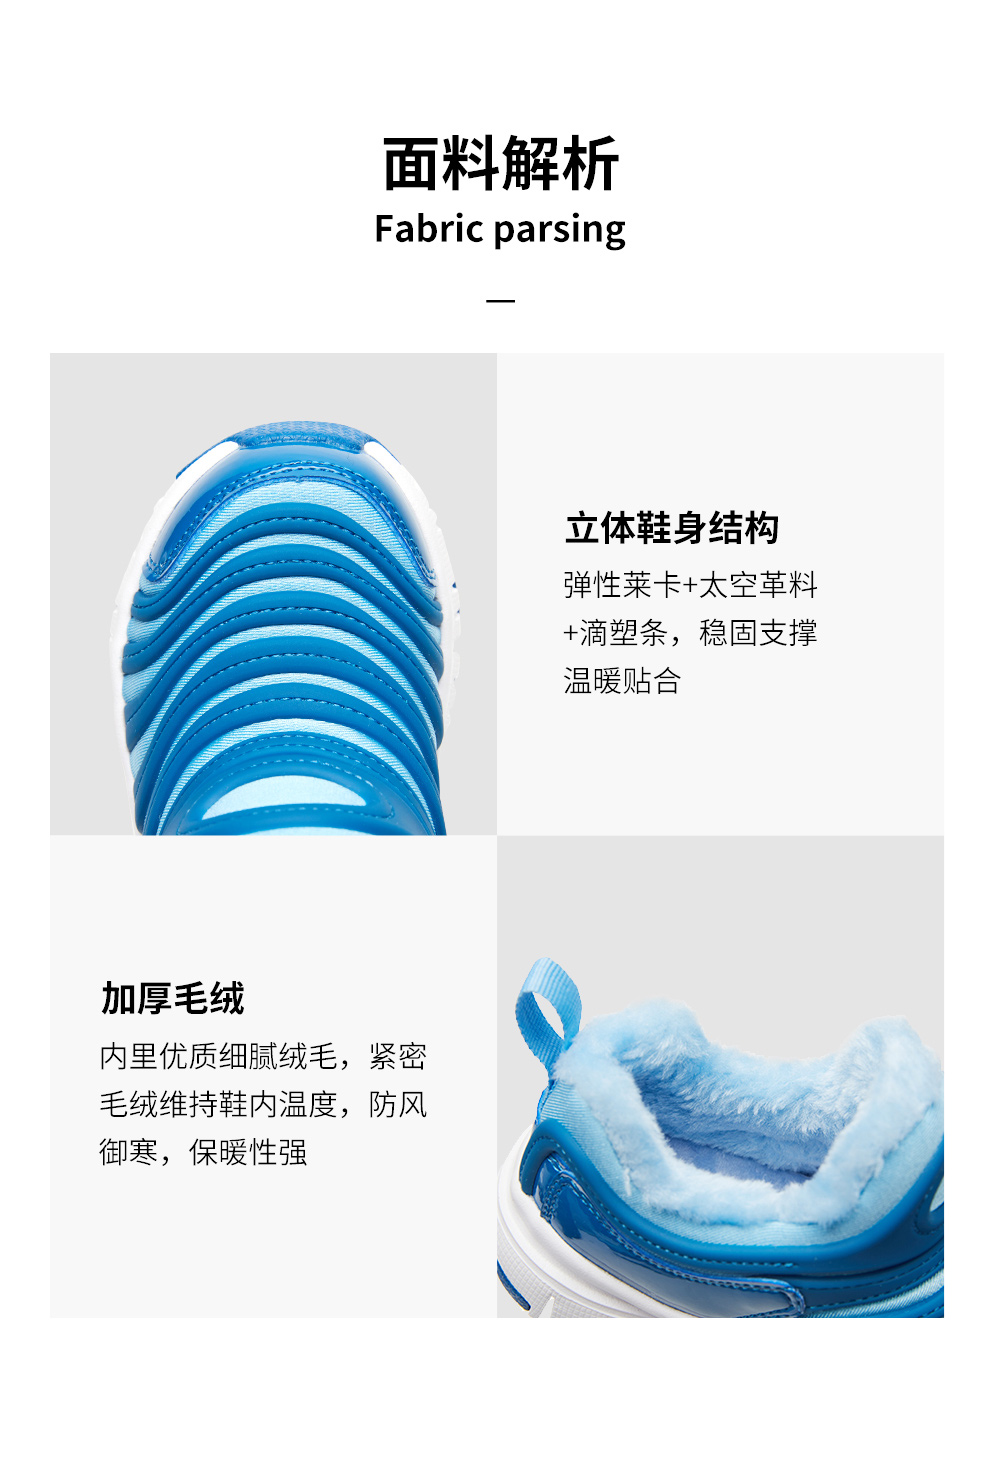 面料解析
Fabric parsing
立体鞋身结构
弹性莱卡+太空革料
+滴塑条，稳固支撑
温暖贴合
加厚毛绒
内里优质细腻绒毛，紧密
毛绒维持鞋内温度，防风
御寒，保暖性强